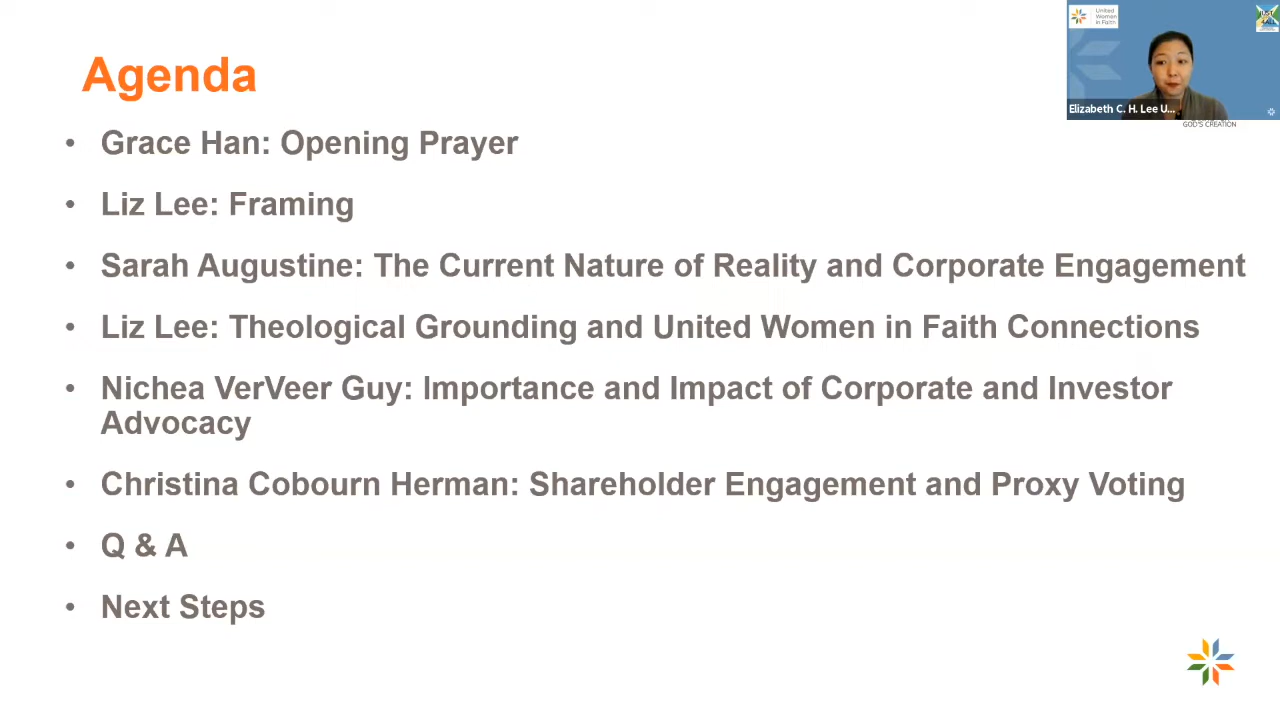 United
Women
in Faith
JUST
4 ALL
Elizabeth C. H. Lee U...
GOD'S CREATION
Agenda
• Grace Han: Opening Prayer
• Liz Lee: Framing
• Sarah Augustine: The Current Nature of Reality and Corporate Engagement
• Liz Lee: Theological Grounding and United Women in Faith Connections
• Nichea VerVeer Guy: Importance and Impact of Corporate and Investor
Advocacy
• Christina Cobourn Herman: Shareholder Engagement and Proxy Voting
• Q & A
• Next Steps